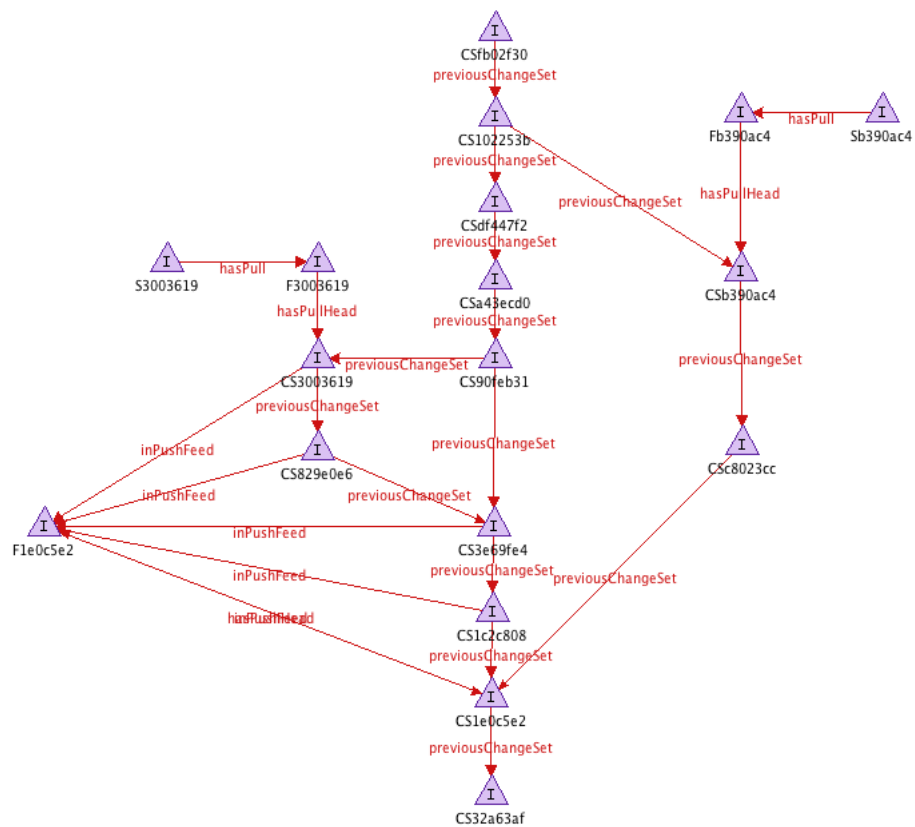 I
CSfb02f30
previousChangeSet
I
CS102253b
I
Fb390ac4
hasPull
I
Sb390ac4
previousChangeSet
hasPullHead
previousChangeSet
I
CSdf447f2
previousChangeSet
I
S3003619
hasPull
I
F3003619
I
CSa43ecd0
I
CSb390ac4
hasPullHead
previousChangeSet
I
CS3003619
previousChangeSet
I
CS90feb31
previousChangeSet
previousChangeSet
I
CS829e0e6
inPushFeed
previousChangeSet
I
CSc8023cc
inPushFeed
previousChangeSet
I
F1e0c5e2
inPushFeed
I
CS3e69fe4
previousChangeSet
inPushFeed
previousChangeSet
I
CS1c2c808
previousChangeSet
I
CS1e0c5e2
previousChangeSet
I
CS32a63af